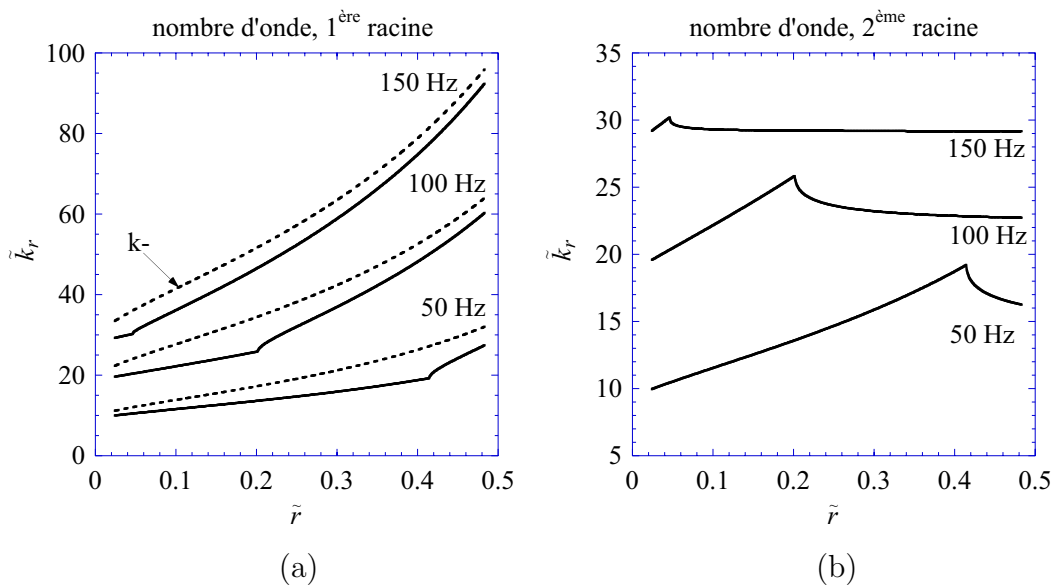 nombre d'onde, 1ère racine
100
80
60
40
20
0
0
0.1
0.2
0.3
0.4
0.5
k̃r
r̃
150 Hz
100 Hz
50 Hz
k-
(a)
nombre d'onde, 2ème racine
35
30
25
20
15
10
5
0
0.1
0.2
0.3
0.4
0.5
k̃r
r̃
150 Hz
100 Hz
50 Hz
(b)